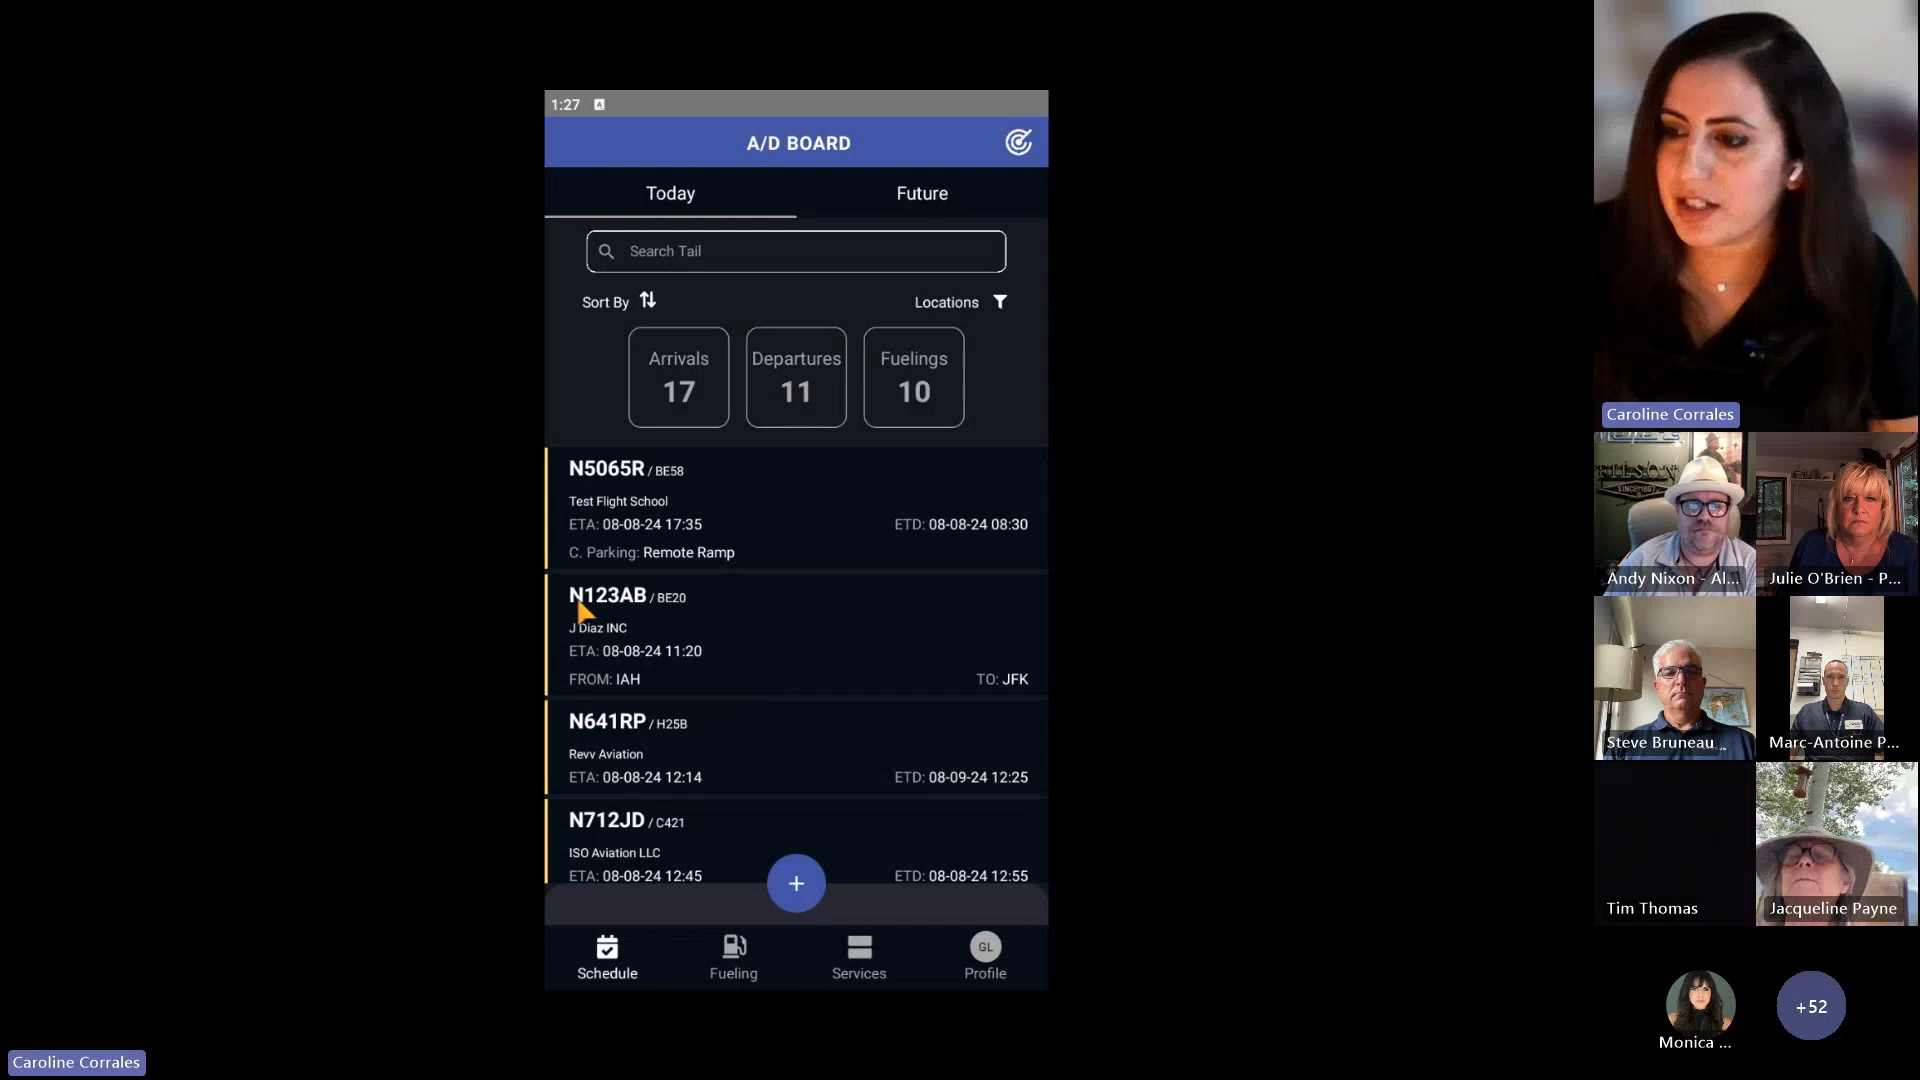 1:27
A/D BOARD
Today
Future
Search Tail
Sort By
Locations
Arrivals
17
Departures
11
Fuelings
10
N5065R / BE58
Test Flight School
ETA: 08-08-24 17:35
ETD: 08-08-24 08:30
C. Parking: Remote Ramp
N123AB / BE20
J Diaz INC
ETA: 08-08-24 11:20
FROM: IAH
TO: JFK
N641RP / H25B
Revv Aviation
ETA: 08-08-24 12:14
ETD: 08-09-24 12:25
N712JD / C421
ISO Aviation LLC
ETA: 08-08-24 12:45
ETD: 08-08-24 12:55
+
Schedule
Fueling
Services
GL
Profile
Caroline Corrales
Andy Nixon - Al...
Julie O'Brien - P...
Steve Bruneau ...
Marc-Antoine P...
Tim Thomas
Jacqueline Payne
Monica ...
+52
Caroline Corrales